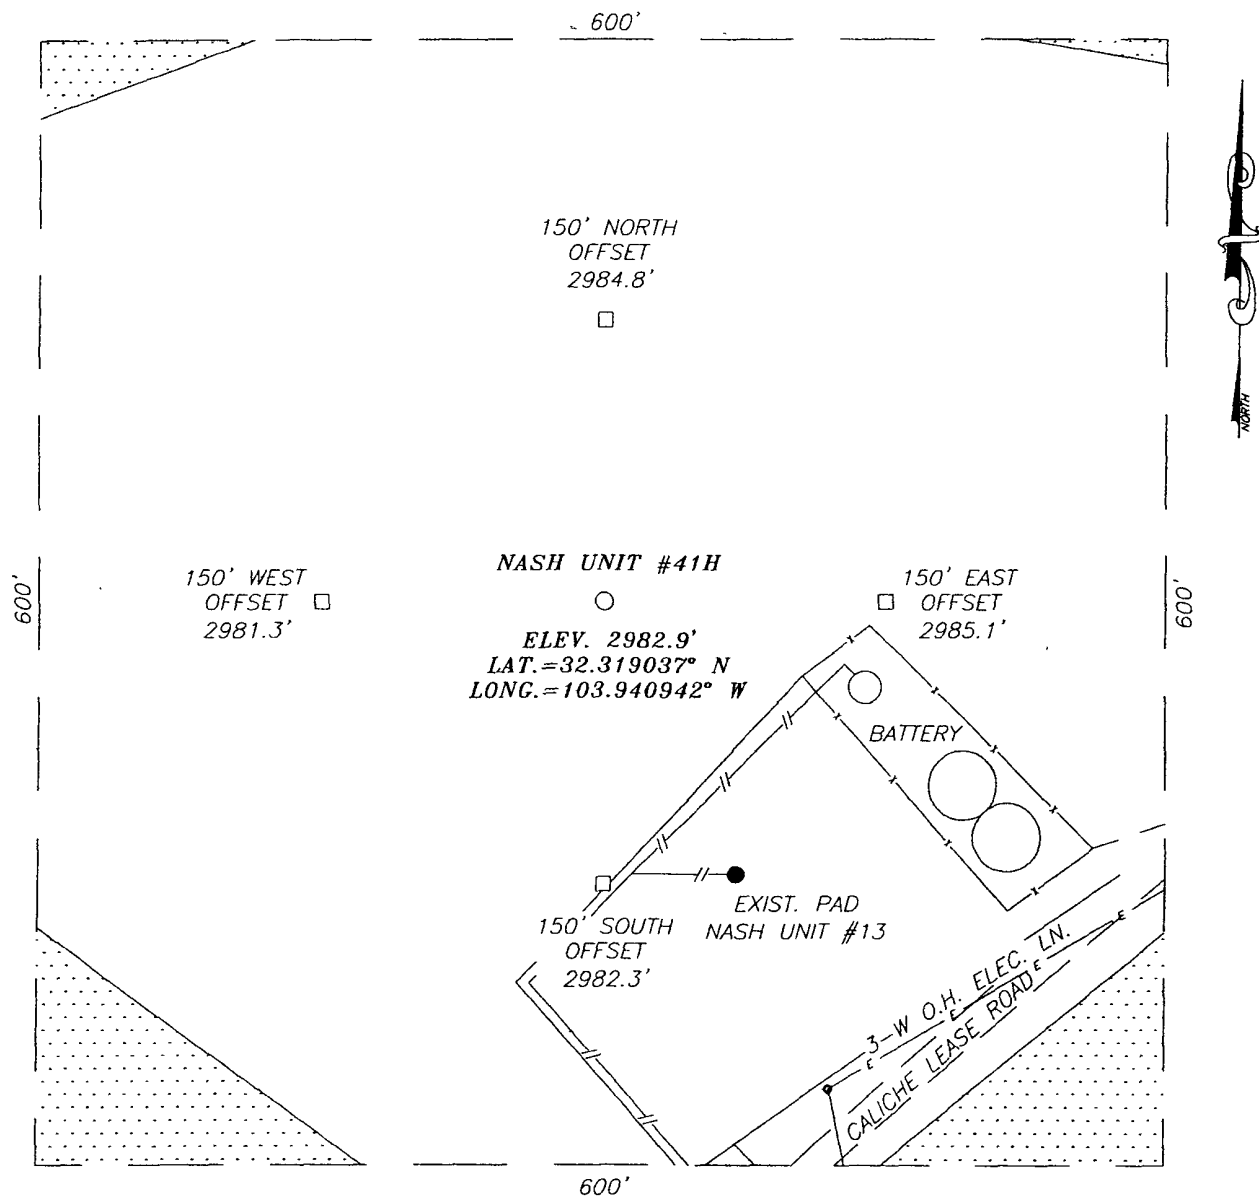 600'
150' NORTH
OFFSET
2984.8'
NORTH
NASH UNIT #41H
ELEV. 2982.9'
LAT.=32.319037° N
LONG.=103.940942° W
600'
150' WEST
OFFSET
2981.3'
150' EAST
OFFSET
2985.1'
600'
BATTERY
EXIST. PAD
NASH UNIT #13
150' SOUTH
OFFSET
2982.3'
3-W O.H. ELEC. LN.
E
E
E
E
CALICHE LEASE ROAD
600'